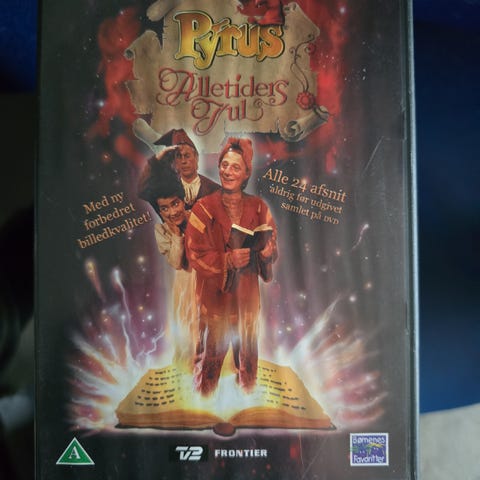 Pyrus
Alletiders
Jul
Alle 24 afsnit
aldrig før udgivet
samlet på DVD
Med ny
forbedret
billedkvalitet!
A
TV2 FRONTIER
Børnenes
Favoritter